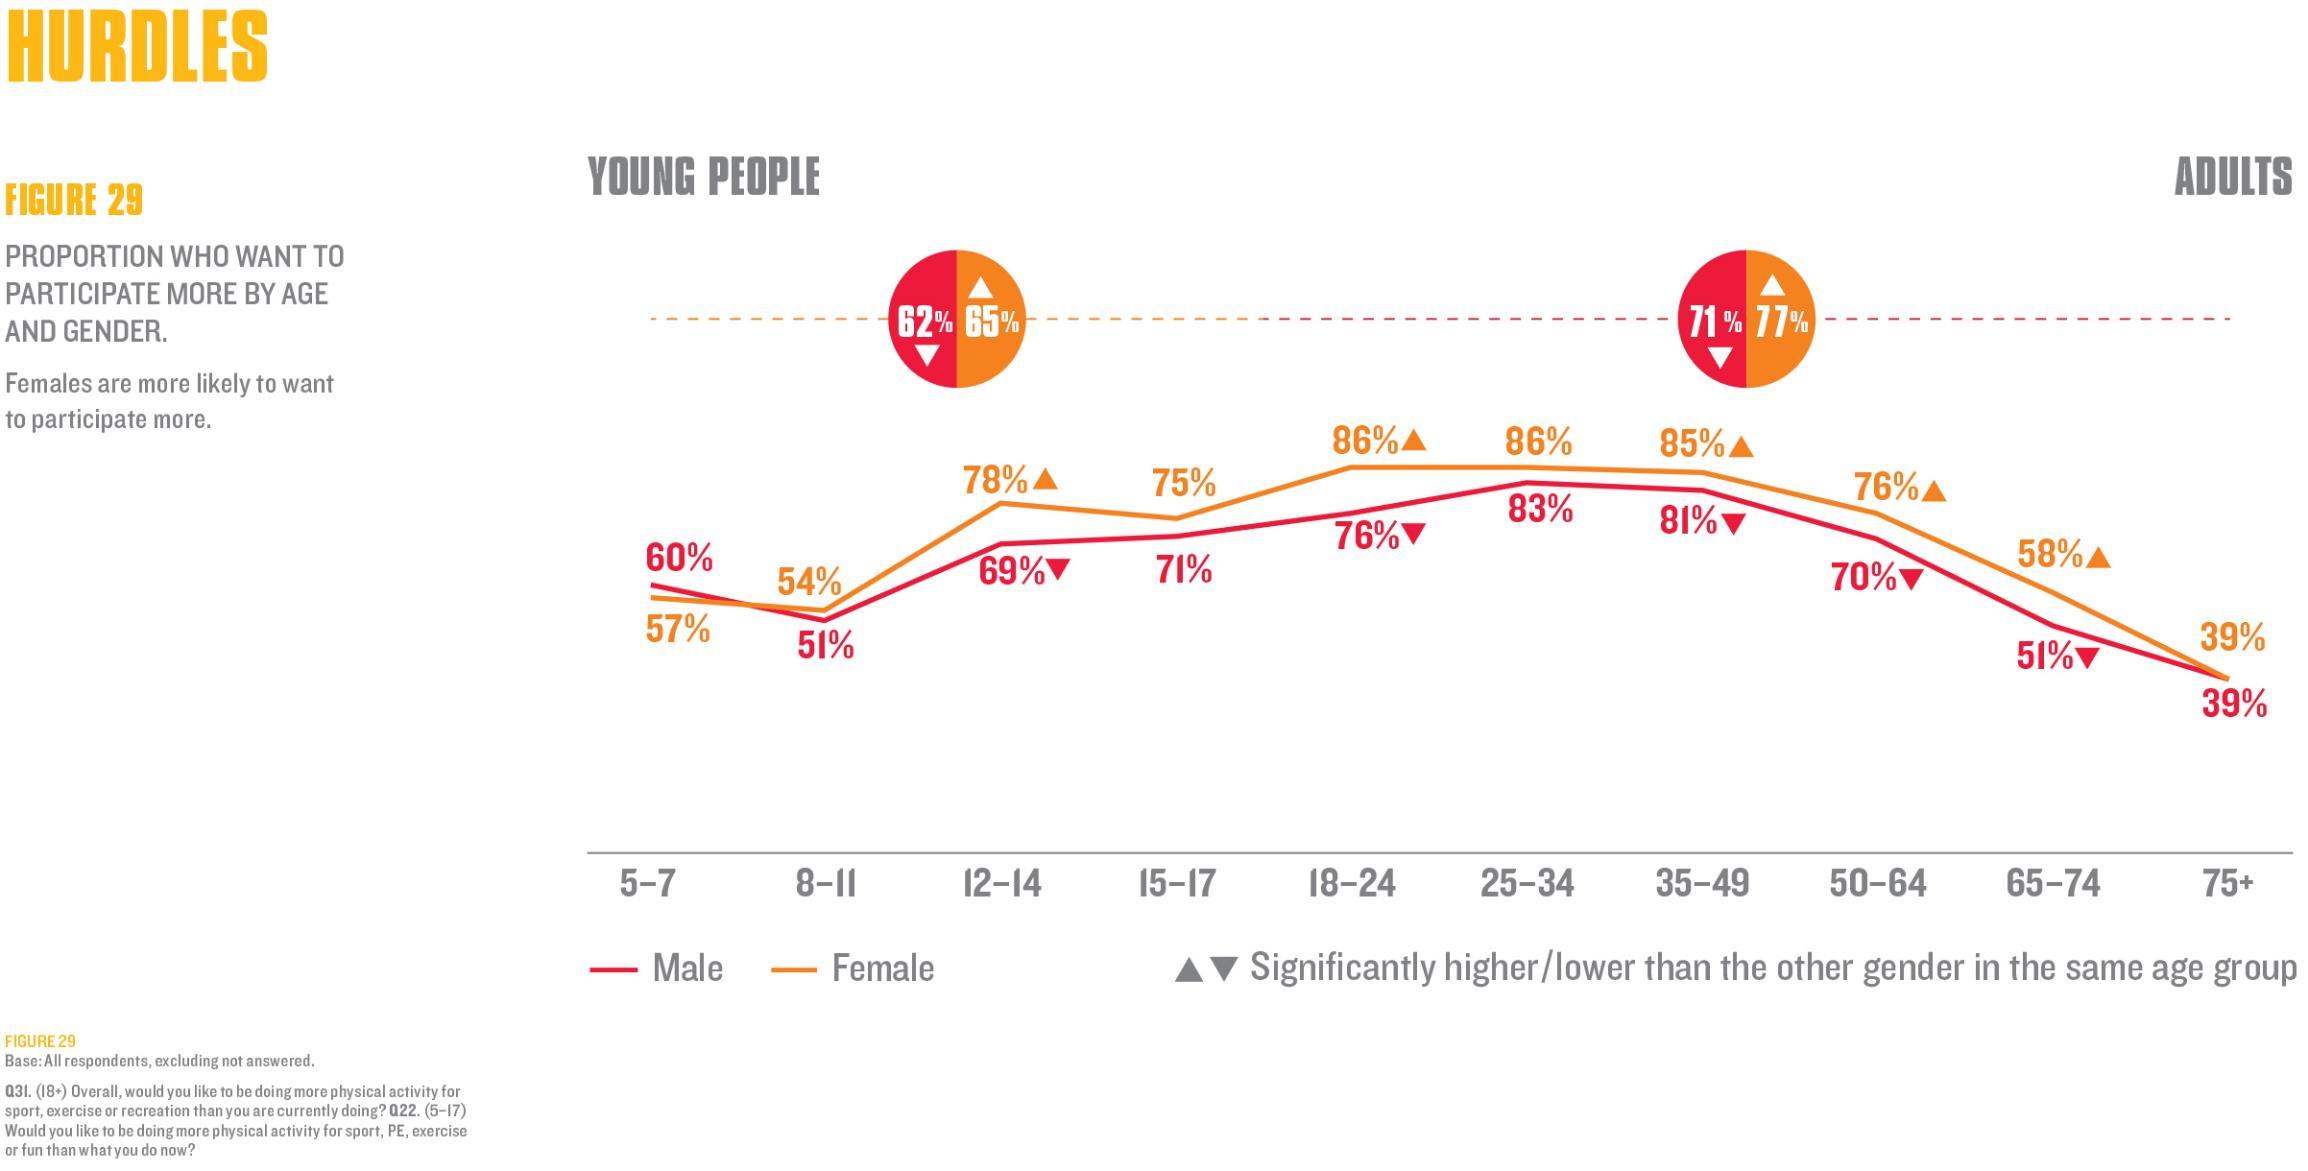 HURDLES
FIGURE 29
PROPORTION WHO WANT TO
PARTICIPATE MORE BY AGE
AND GENDER.
Females are more likely to want
to participate more.
YOUNG PEOPLE
ADULTS
62% 65%
71 % 77%
86%▲ 86% 85%▲
78%▲ 75% 76%▲
83%
60% 76%▼ 81%▼ 58%▲
54% 69%▼ 71% 70%▼
57% 51% 51%▼ 39%
39%
5–7 8–11 12–14 15–17 18–24 25–34 35–49 50–64 65–74 75+
Male Female ▲▼ Significantly higher/lower than the other gender in the same age group
FIGURE 29
Base: All respondents, excluding not answered.
Q31. (18+) Overall, would you like to be doing more physical activity for
sport, exercise or recreation than you are currently doing? Q22. (5–17)
Would you like to be doing more physical activity for sport, PE, exercise
or fun than what you do now?